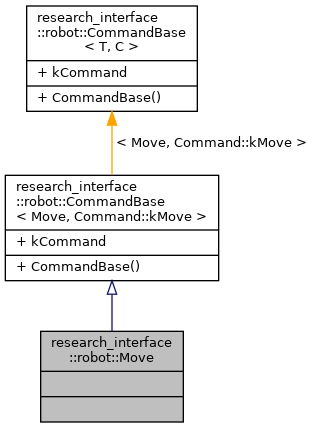 research_interface
::robot::CommandBase
< T, C >
+ kCommand
+ CommandBase()
< Move, Command::kMove >
research_interface
::robot::CommandBase
< Move, Command::kMove >
+ kCommand
+ CommandBase()
research_interface
::robot::Move